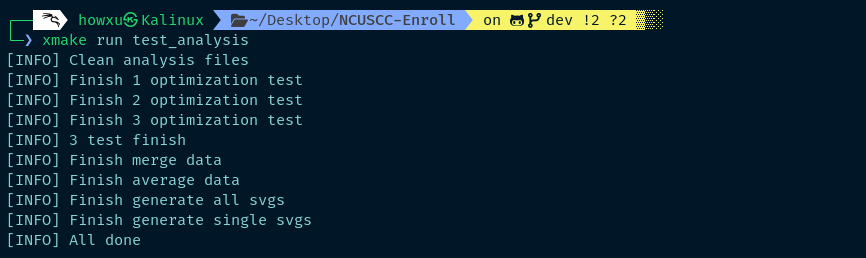 howxu㉿Kalinux ~/Desktop/NCUSCC-Enroll on dev !2 ?2
❯ xmake run test_analysis
[INFO] Clean analysis files
[INFO] Finish 1 optimization test
[INFO] Finish 2 optimization test
[INFO] Finish 3 optimization test
[INFO] 3 test finish
[INFO] Finish merge data
[INFO] Finish average data
[INFO] Finish generate all svgs
[INFO] Finish generate single svgs
[INFO] All done